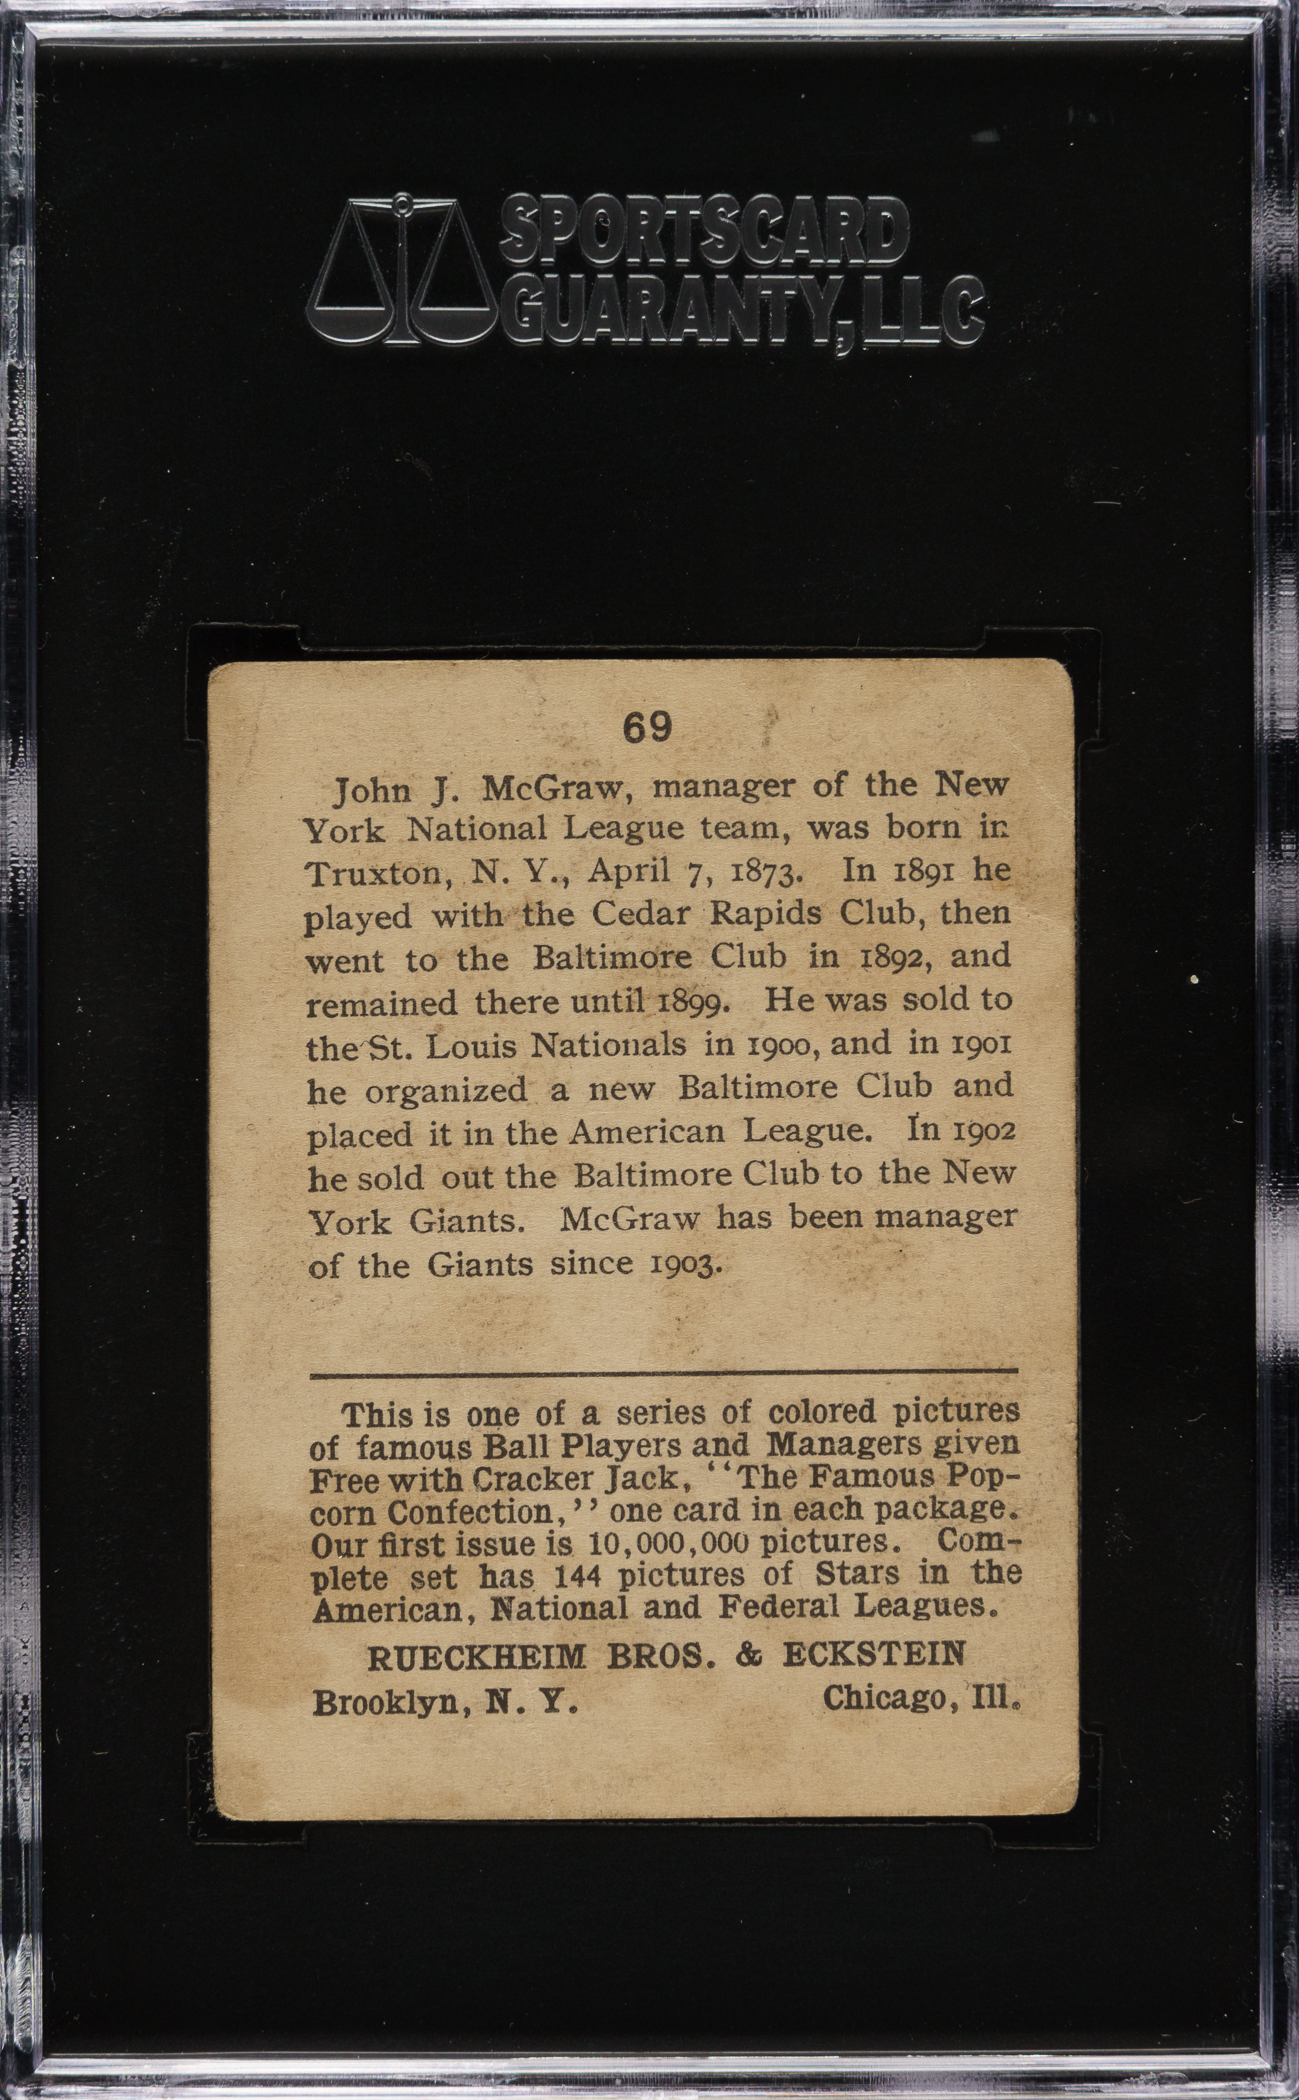 SPORTSCARD
GUARANTY, LLC
69
John J. McGraw, manager of the New
York National League team, was born in
Truxton, N. Y., April 7, 1873. In 1891 he
played with the Cedar Rapids Club, then
went to the Baltimore Club in 1892, and
remained there until 1899. He was sold to
the St. Louis Nationals in 1900, and in 1901
he organized a new Baltimore Club and
placed it in the American League. In 1902
he sold out the Baltimore Club to the New
York Giants. McGraw has been manager
of the Giants since 1903.
This is one of a series of colored pictures
of famous Ball Players and Managers given
Free with Cracker Jack, ‘‘The Famous Pop-
corn Confection,’’ one card in each package.
Our first issue is 10,000,000 pictures. Com-
plete set has 144 pictures of Stars in the
American, National and Federal Leagues.
RUECKHEIM BROS. & ECKSTEIN
Brooklyn, N. Y. Chicago, Ill.